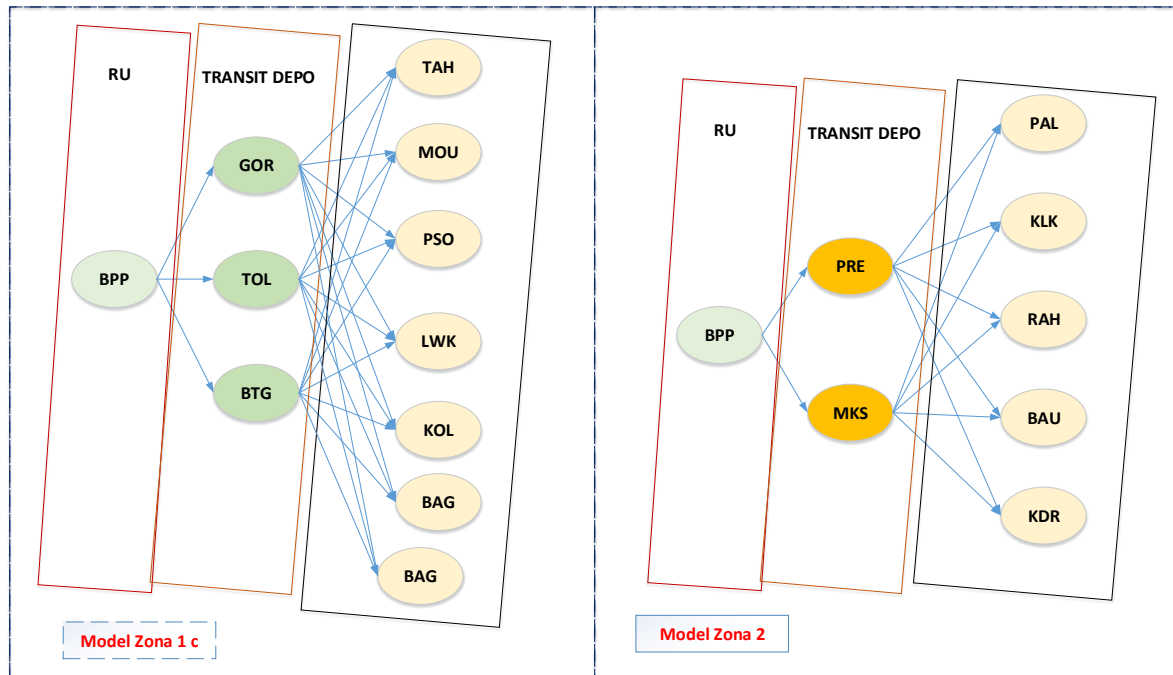 RU
TRANSIT DEPO
TAH
MOU
GOR
PSO
BPP
TOL
LWK
BTG
KOL
BAG
BAG
Model Zona 1 c
RU
TRANSIT DEPO
PAL
KLK
PRE
RAH
BPP
MKS
BAU
KDR
Model Zona 2